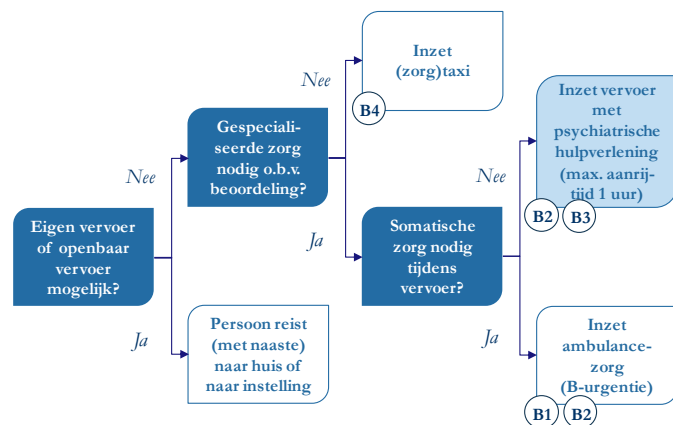 Eigen vervoer
of openbaar
vervoer
mogelijk?
Nee
Ja
Gespeciali-
seerde zorg
nodig o.b.v.
beoordeling?
Persoon reist
(met naaste)
naar huis of
naar instelling
Nee
Ja
Inzet
(zorg)taxi
B4
Somatische
zorg nodig
tijdens
vervoer?
Nee
Ja
Inzet vervoer
met
psychiatrische
hulpverlening
(max. aanrij-
tijd 1 uur)
B2
B3
Inzet
ambulance-
zorg
(B-urgentie)
B1
B2